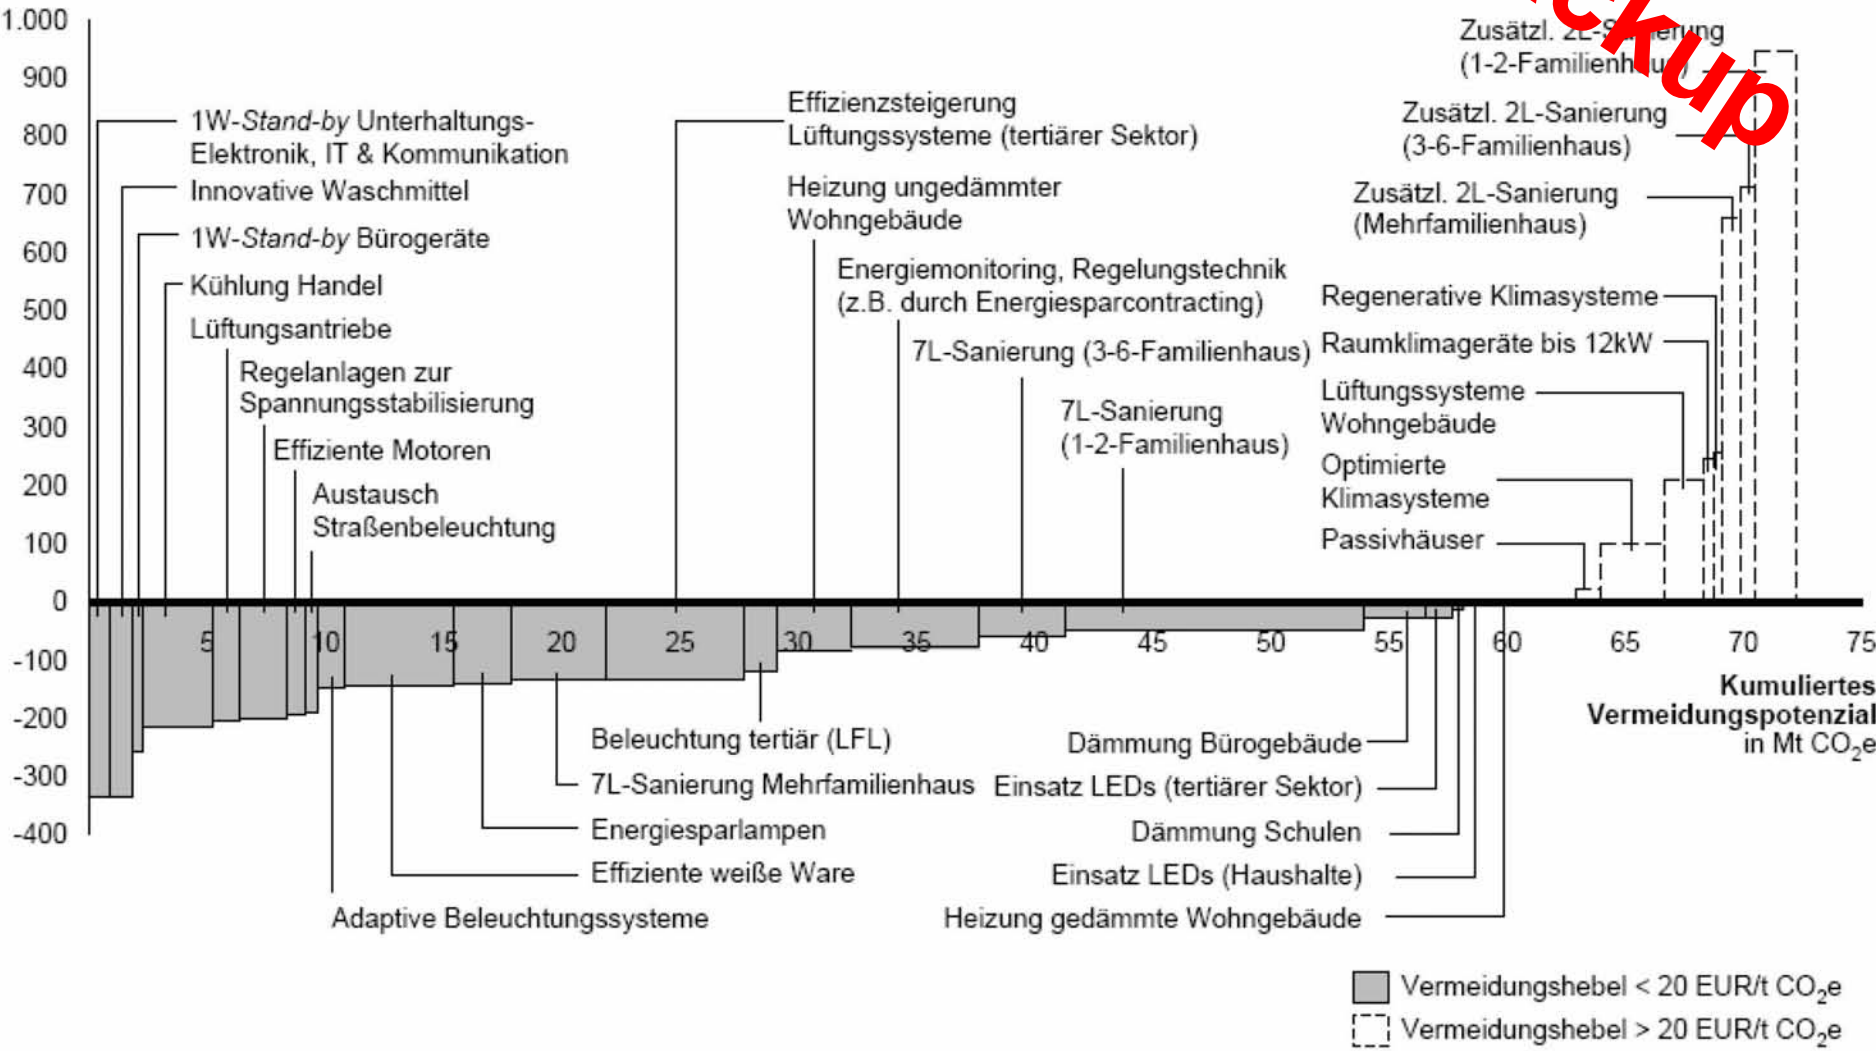 1.000
900
800
700
600
500
400
300
200
100
0
-100
-200
-300
-400
1W-Stand-by Unterhaltungs-
Elektronik, IT & Kommunikation
Innovative Waschmittel
1W-Stand-by Bürogeräte
Kühlung Handel
Lüftungsantriebe
Regelanlagen zur
Spannungsstabilisierung
Effiziente Motoren
Austausch
Straßenbeleuchtung
Effizienzsteigerung
Lüftungssysteme (tertiärer Sektor)
Heizung ungedämmter
Wohngebäude
Energiemonitoring, Regelungstechnik
(z.B. durch Energiesparcontracting)
7L-Sanierung (3-6-Familienhaus)
7L-Sanierung
(1-2-Familienhaus)
Zusätzl. 2L-Sanierung
(1-2-Familienhaus)
Zusätzl. 2L-Sanierung
(3-6-Familienhaus)
Zusätzl. 2L-Sanierung
(Mehrfamilienhaus)
Regenerative Klimasysteme
Raumklimageräte bis 12kW
Lüftungssysteme
Wohngebäude
Optimierte
Klimasysteme
Passivhäuser
5 10 15 20 25 30 35 40 45 50 55 60 65 70 75
Kumuliertes
Vermeidungspotenzial
in Mt CO₂e
Beleuchtung tertiär (LFL)
7L-Sanierung Mehrfamilienhaus
Energiesparlampen
Effiziente weiße Ware
Adaptive Beleuchtungssysteme
Dämmung Bürogebäude
Einsatz LEDs (tertiärer Sektor)
Dämmung Schulen
Einsatz LEDs (Haushalte)
Heizung gedämmte Wohngebäude
Vermeidungshebel < 20 EUR/t CO₂e
Vermeidungshebel > 20 EUR/t CO₂e